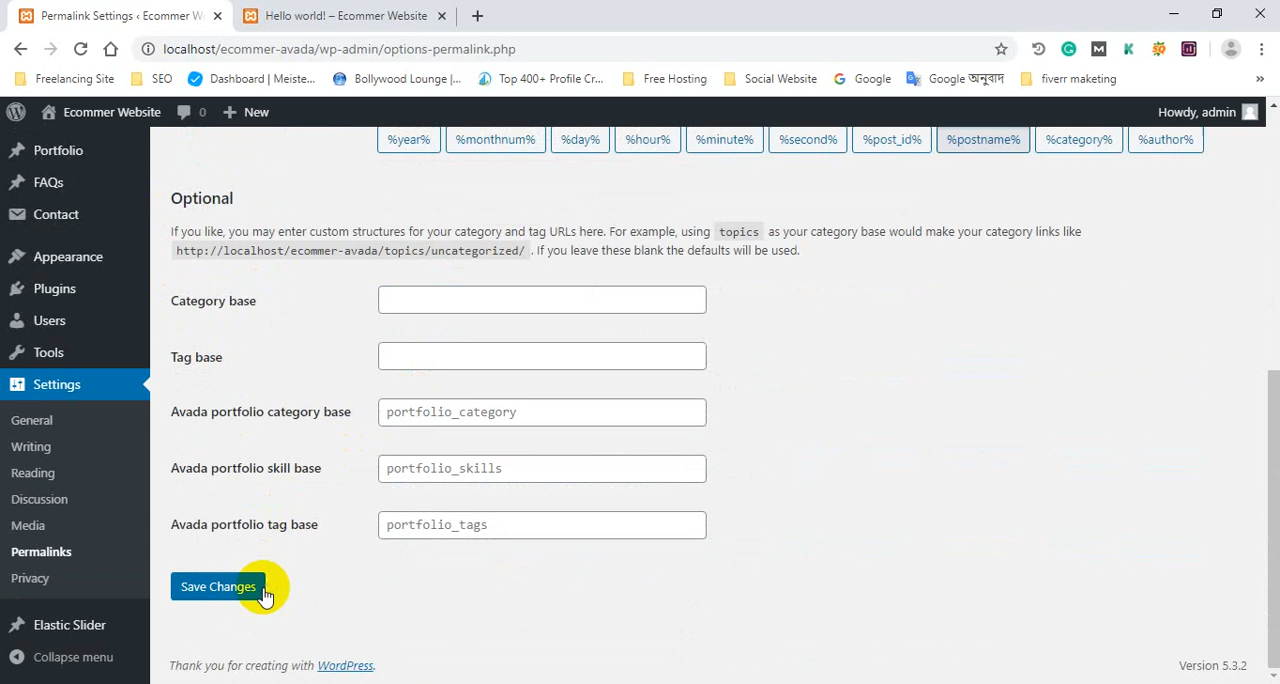 Permalink Settings ‹ Ecommer W
Hello world! – Ecommer Website
localhost/ecommer-avada/wp-admin/options-permalink.php
Freelancing Site
SEO
Dashboard | Meiste...
Bollywood Lounge |...
Top 400+ Profile Cr...
Free Hosting
Social Website
Google
Google অনুবাদ
fiverr maketing
»
Ecommer Website
0
New
Howdy, admin
Portfolio
FAQs
Contact
Appearance
Plugins
Users
Tools
Settings
General
Writing
Reading
Discussion
Media
Permalinks
Privacy
Elastic Slider
Collapse menu
%year%
%monthnum%
%day%
%hour%
%minute%
%second%
%post_id%
%postname%
%category%
%author%
Optional
If you like, you may enter custom structures for your category and tag URLs here. For example, using topics as your category base would make your category links like
http://localhost/ecommer-avada/topics/uncategorized/ . If you leave these blank the defaults will be used.
Category base
Tag base
Avada portfolio category base
portfolio_category
Avada portfolio skill base
portfolio_skills
Avada portfolio tag base
portfolio_tags
Save Changes
Thank you for creating with WordPress.
Version 5.3.2